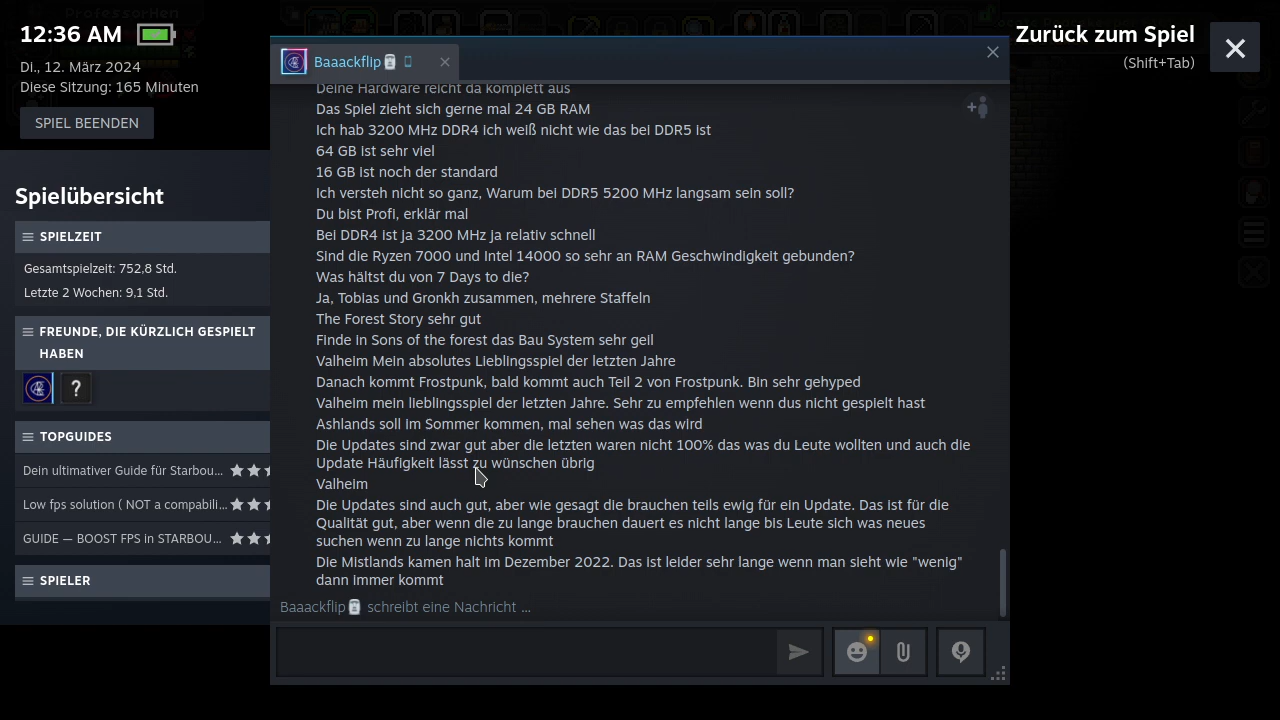 ProfessorHen
12:36 AM
Di., 12. März 2024
Diese Sitzung: 165 Minuten
SPIEL BEENDEN
Zurück zum Spiel
(Shift+Tab)
Spielübersicht
SPIELZEIT
Gesamtspielzeit: 752,8 Std.
Letzte 2 Wochen: 9,1 Std.
FREUNDE, DIE KÜRZLICH GESPIELT
HABEN
?
TOPGUIDES
Dein ultimativer Guide für Starbou...
Low fps solution ( NOT a compabili...
GUIDE — BOOST FPS in STARBOU...
SPIELER
Baaackflip
Deine Hardware reicht da komplett aus
Das Spiel zieht sich gerne mal 24 GB RAM
Ich hab 3200 MHz DDR4 ich weiß nicht wie das bei DDR5 ist
64 GB ist sehr viel
16 GB ist noch der standard
Ich versteh nicht so ganz, Warum bei DDR5 5200 MHz langsam sein soll?
Du bist Profi, erklär mal
Bei DDR4 ist ja 3200 MHz ja relativ schnell
Sind die Ryzen 7000 und Intel 14000 so sehr an RAM Geschwindigkeit gebunden?
Was hältst du von 7 Days to die?
Ja, Tobias und Gronkh zusammen, mehrere Staffeln
The Forest Story sehr gut
Finde in Sons of the forest das Bau System sehr geil
Valheim Mein absolutes Lieblingsspiel der letzten Jahre
Danach kommt Frostpunk, bald kommt auch Teil 2 von Frostpunk. Bin sehr gehyped
Valheim mein lieblingsspiel der letzten Jahre. Sehr zu empfehlen wenn dus nicht gespielt hast
Ashlands soll im Sommer kommen, mal sehen was das wird
Die Updates sind zwar gut aber die letzten waren nicht 100% das was du Leute wollten und auch die
Update Häufigkeit lässt zu wünschen übrig
Valheim
Die Updates sind auch gut, aber wie gesagt die brauchen teils ewig für ein Update. Das ist für die
Qualität gut, aber wenn die zu lange brauchen dauert es nicht lange bis Leute sich was neues
suchen wenn zu lange nichts kommt
Die Mistlands kamen halt im Dezember 2022. Das ist leider sehr lange wenn man sieht wie "wenig"
dann immer kommt
Baaackflip schreibt eine Nachricht ...